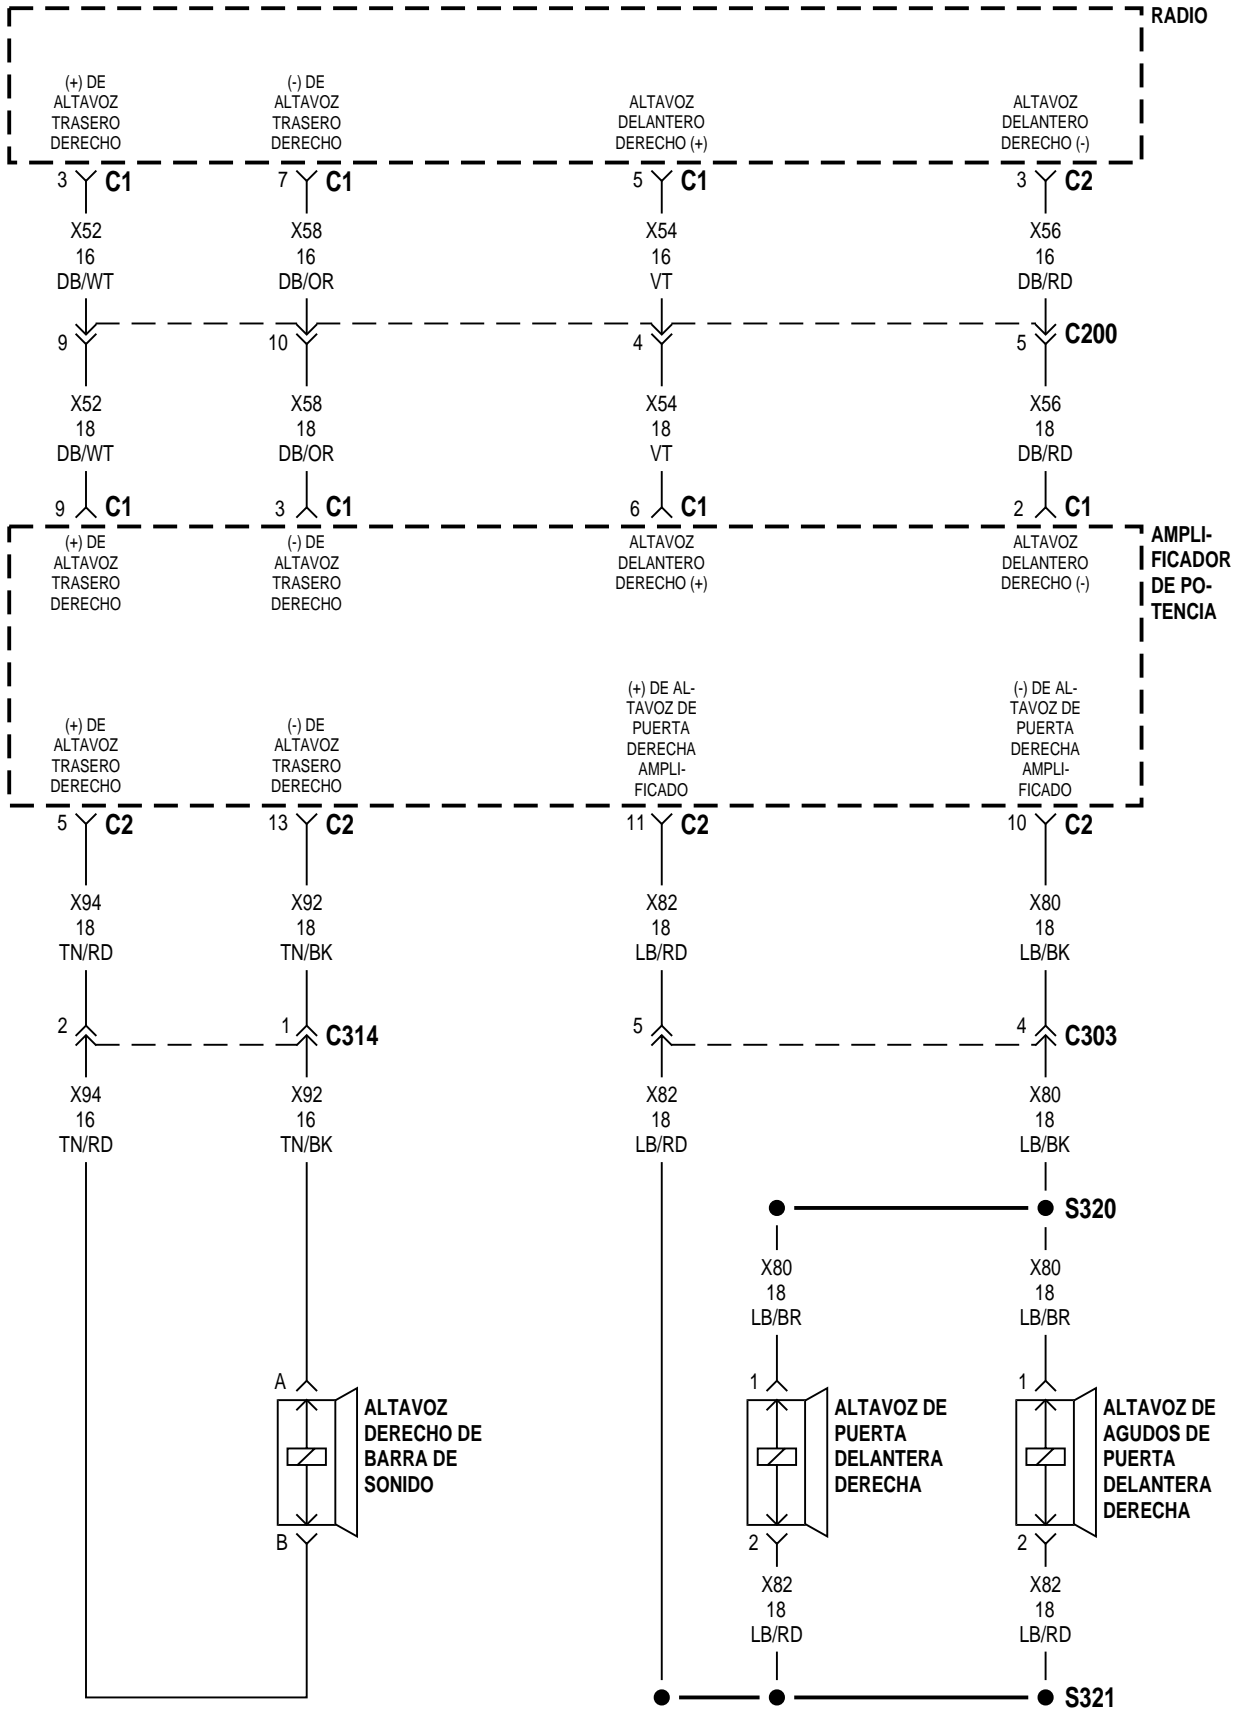 RADIO
(+) DE
ALTAVOZ
TRASERO
DERECHO
(-) DE
ALTAVOZ
TRASERO
DERECHO
ALTAVOZ
DELANTERO
DERECHO (+)
ALTAVOZ
DELANTERO
DERECHO (-)
3 C1
7 C1
5 C1
3 C2
X52
16
DB/WT
X58
16
DB/OR
X54
16
VT
X56
16
DB/RD
9
10
4
5
C200
X52
18
DB/WT
X58
18
DB/OR
X54
18
VT
X56
18
DB/RD
9 C1
3 C1
6 C1
2 C1
AMPLI-
FICADOR
DE PO-
TENCIA
(+) DE
ALTAVOZ
TRASERO
DERECHO
(-) DE
ALTAVOZ
TRASERO
DERECHO
ALTAVOZ
DELANTERO
DERECHO (+)
ALTAVOZ
DELANTERO
DERECHO (-)
(+) DE
ALTAVOZ
TRASERO
DERECHO
(-) DE
ALTAVOZ
TRASERO
DERECHO
(+) DE AL-
TAVOZ DE
PUERTA
DERECHA
AMPLI-
FICADO
(-) DE AL-
TAVOZ DE
PUERTA
DERECHA
AMPLI-
FICADO
5 C2
13 C2
11 C2
10 C2
X94
18
TN/RD
X92
18
TN/BK
X82
18
LB/RD
X80
18
LB/BK
2
1
C314
5
4
C303
X94
16
TN/RD
X92
16
TN/BK
X82
18
LB/RD
X80
18
LB/BK
S320
X80
18
LB/BR
X80
18
LB/BR
A
ALTAVOZ
DERECHO DE
BARRA DE
SONIDO
B
1
ALTAVOZ DE
PUERTA
DELANTERA
DERECHA
2
1
ALTAVOZ DE
AGUDOS DE
PUERTA
DELANTERA
DERECHA
2
X82
18
LB/RD
X82
18
LB/RD
S321